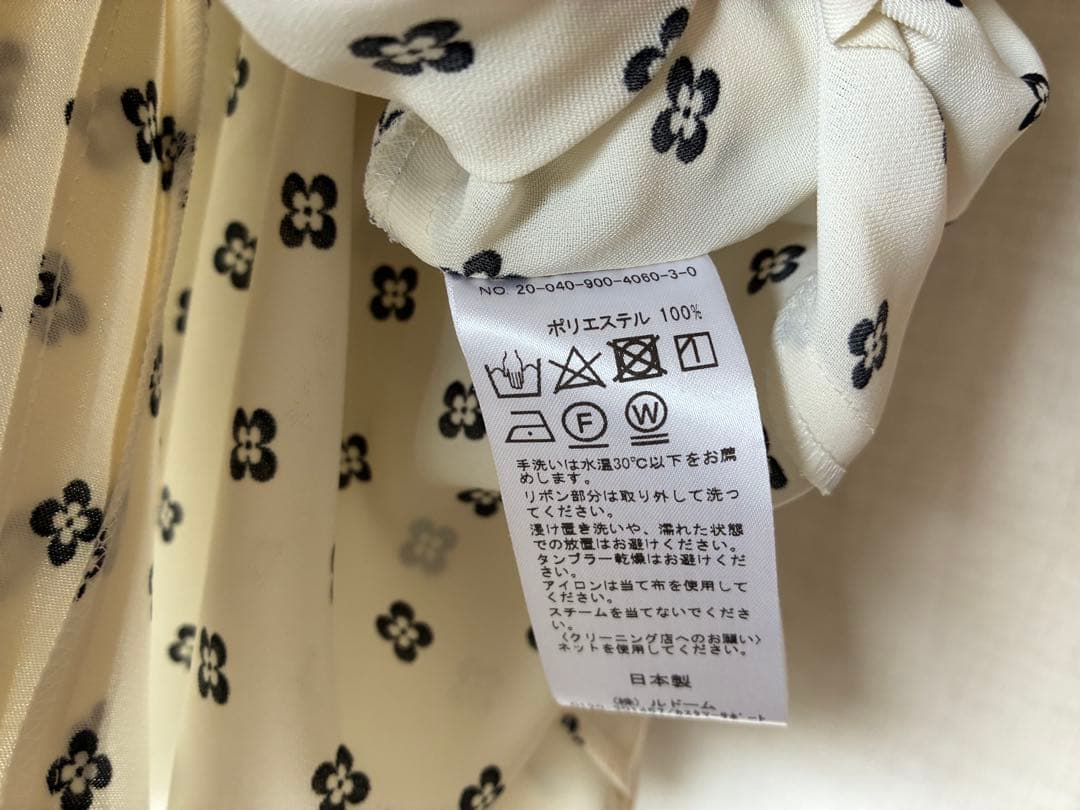 NO. 20-040-900-4060-3-0
ポリエステル 100%
F W
手洗いは水温30℃以下をお薦
めします。
リボン部分は取り外して洗っ
てください。
浸け置き洗いや、濡れた状態
での放置はお避けください。
タンブラー乾燥はお避けくだ
さい。
アイロンは当て布を使用して
ください。
スチームを当てないでくださ
い。
〈クリーニング店へのお願い〉
ネットを使用してください。
日本製
(株)ルドーム